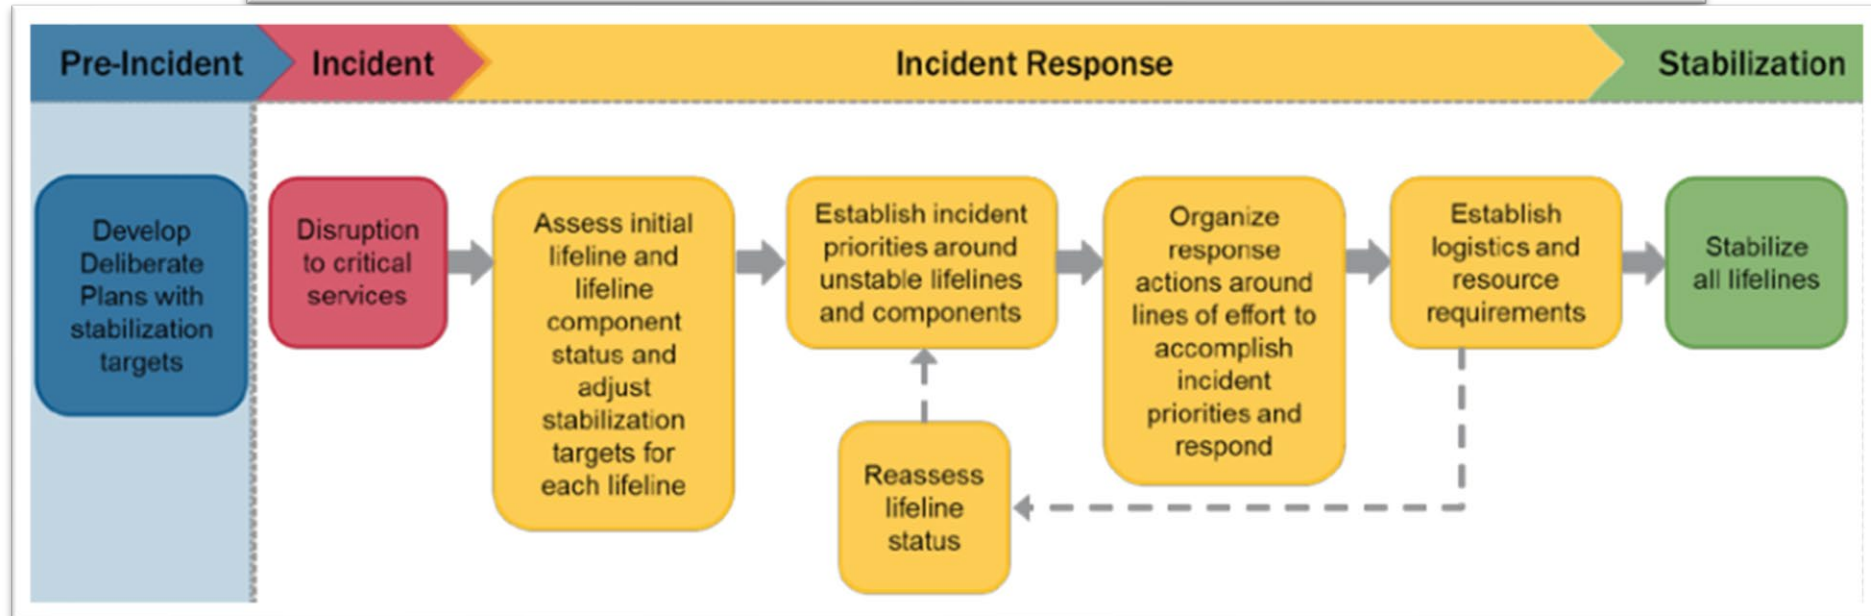 Pre-Incident
Incident
Incident Response
Stabilization
Develop
Deliberate
Plans with
stabilization
targets
Disruption
to critical
services
Assess initial
lifeline and
lifeline
component
status and
adjust
stabilization
targets for
each lifeline
Establish incident
priorities around
unstable lifelines
and components
Organize
response
actions around
lines of effort to
accomplish
incident
priorities and
respond
Establish
logistics and
resource
requirements
Stabilize
all lifelines
Reassess
lifeline
status